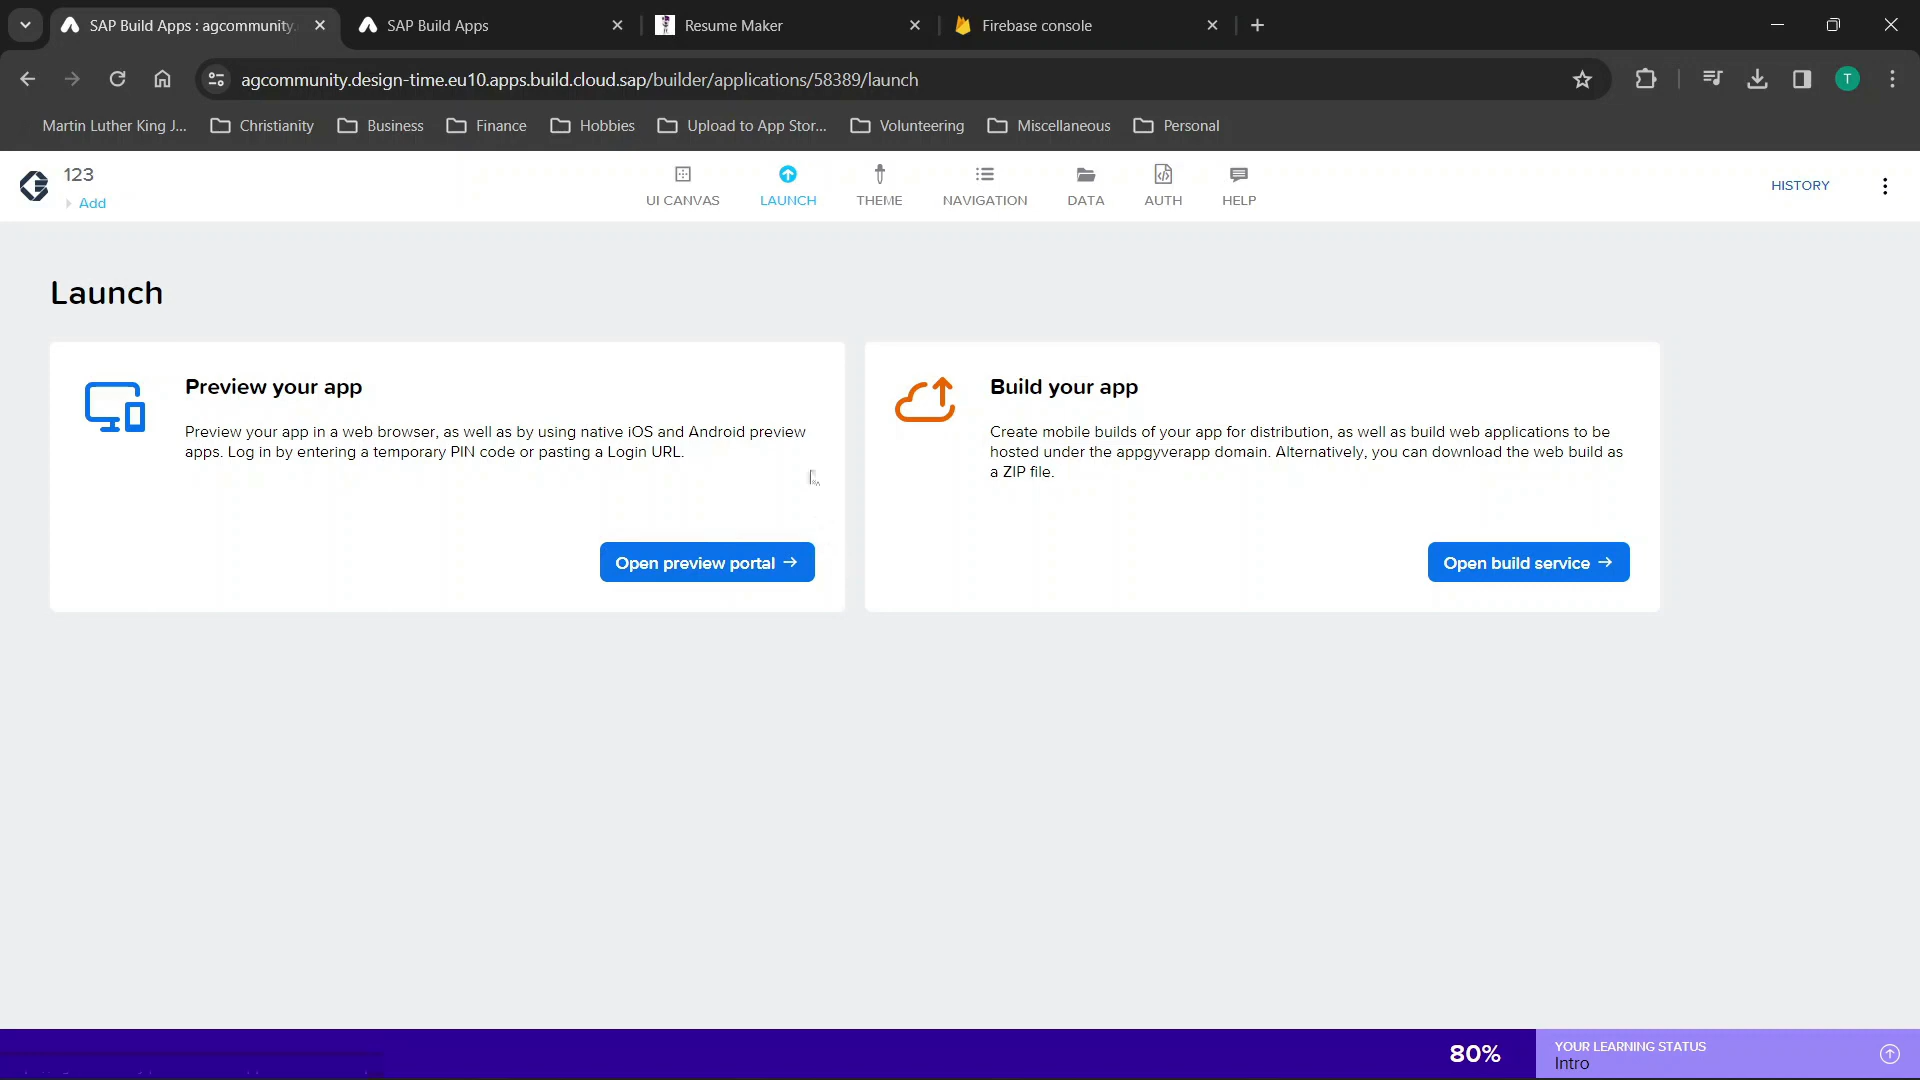 SAP Build Apps : agcommunity.
SAP Build Apps
Resume Maker
Firebase console
agcommunity.design-time.eu10.apps.build.cloud.sap/builder/applications/58389/launch
T
Martin Luther King J...
Christianity
Business
Finance
Hobbies
Upload to App Stor...
Volunteering
Miscellaneous
Personal
123
Add
UI CANVAS
LAUNCH
THEME
NAVIGATION
DATA
AUTH
HELP
HISTORY
Launch
Preview your app
Preview your app in a web browser, as well as by using native iOS and Android preview
apps. Log in by entering a temporary PIN code or pasting a Login URL.
Open preview portal
Build your app
Create mobile builds of your app for distribution, as well as build web applications to be
hosted under the appgyverapp domain. Alternatively, you can download the web build as
a ZIP file.
Open build service
80%
YOUR LEARNING STATUS
Intro